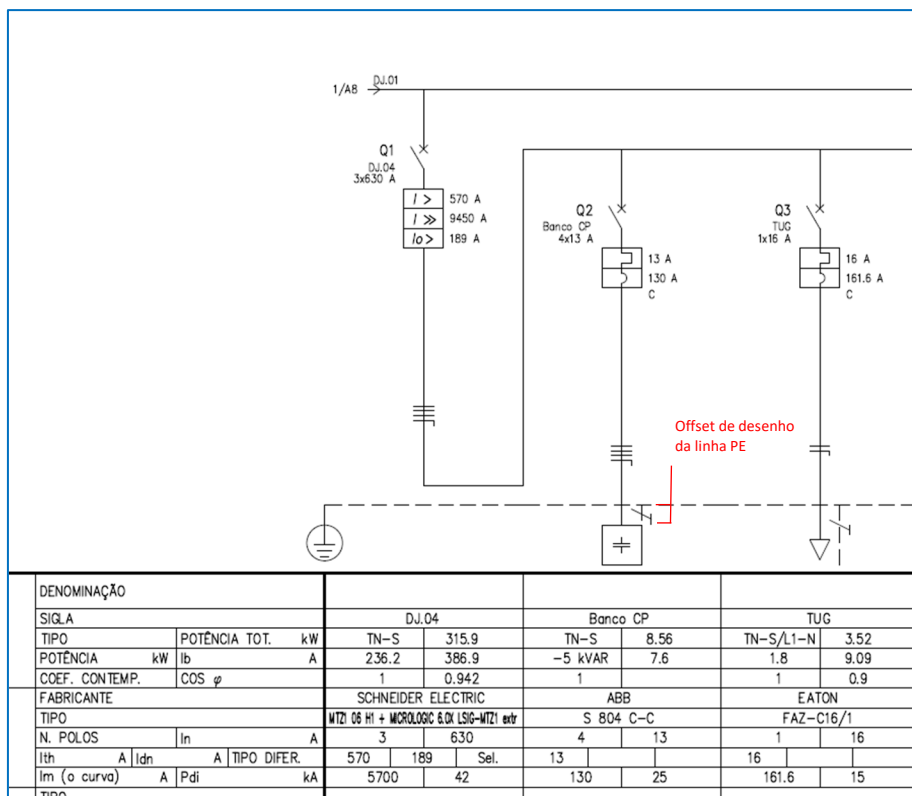 1/A8 DJ.01
Q1
DJ.04
3x630 A
I > 570 A
I >> 9450 A
Io> 189 A
Q2
Banco CP
4x13 A
13 A
130 A
C
Q3
TUG
1x16 A
16 A
161.6 A
C
Offset de desenho
da linha PE
DENOMINAÇÃO
SIGLA DJ.04 Banco CP TUG
TIPO POTÊNCIA TOT. kW TN-S 315.9 TN-S 8.56 TN-S/L1-N 3.52
POTÊNCIA kW Ib A 236.2 386.9 -5 kVAR 7.6 1.8 9.09
COEF. CONTEMP. COS φ 1 0.942 1 1 0.9
FABRICANTE SCHNEIDER ELECTRIC ABB EATON
TIPO MTZ1 06 H1 + MICROLOGIC 6.0X LSIG-MTZ1 extr S 804 C-C FAZ-C16/1
N. POLOS In A 3 630 4 13 1 16
Ith A Idn A TIPO DIFER. 570 189 Sel. 13 16
Im (o curva) A Pdi kA 5700 42 130 25 161.6 15
TIPO